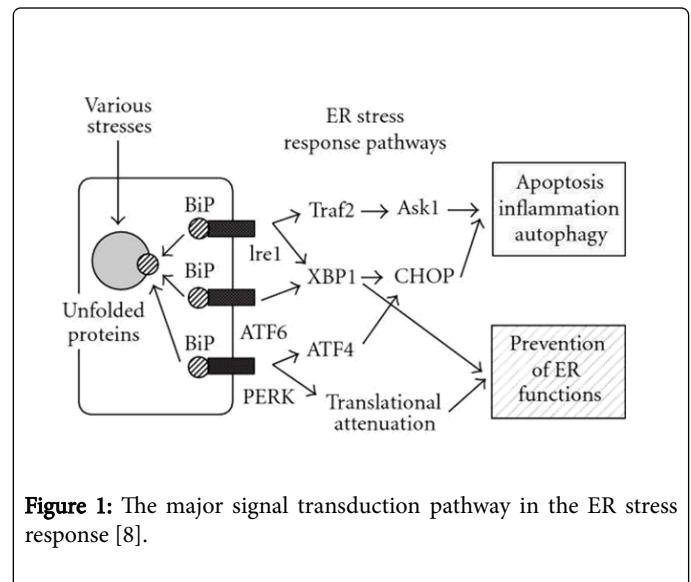 Various
stresses
ER stress
response pathways
BiP
lre1
BiP
ATF6
BiP
PERK
Unfolded
proteins
Traf2
Ask1
XBP1
CHOP
ATF4
Translational
attenuation
Apoptosis
inflammation
autophagy
Prevention
of ER
functions
Figure 1: The major signal transduction pathway in the ER stress
response [8].